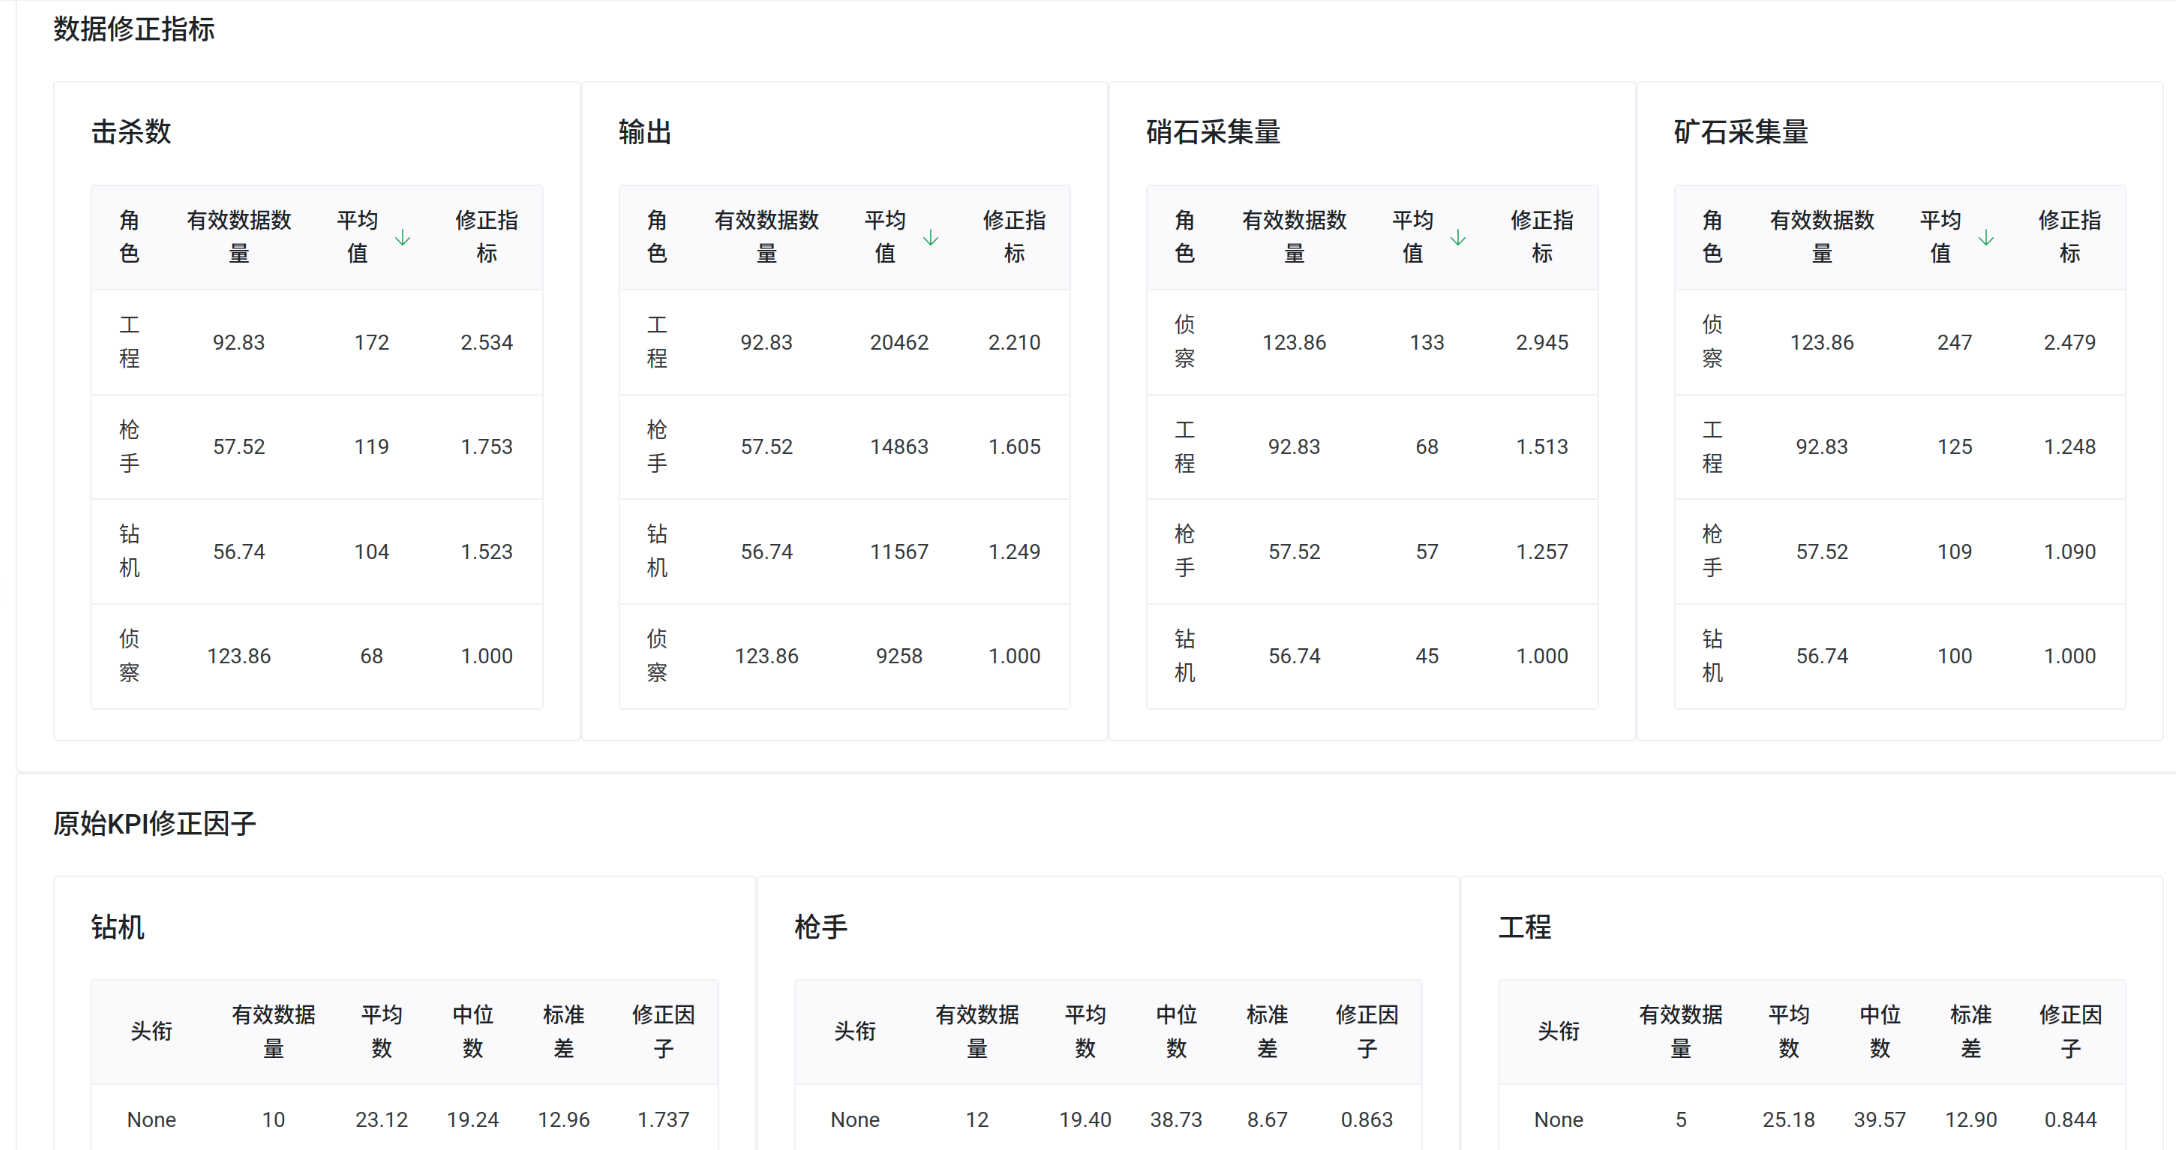 数据修正指标
击杀数
角色 有效数据数量 平均值 修正指标
工程 92.83 172 2.534
枪手 57.52 119 1.753
钻机 56.74 104 1.523
侦察 123.86 68 1.000
输出
角色 有效数据数量 平均值 修正指标
工程 92.83 20462 2.210
枪手 57.52 14863 1.605
钻机 56.74 11567 1.249
侦察 123.86 9258 1.000
硝石采集量
角色 有效数据数量 平均值 修正指标
侦察 123.86 133 2.945
工程 92.83 68 1.513
枪手 57.52 57 1.257
钻机 56.74 45 1.000
矿石采集量
角色 有效数据数量 平均值 修正指标
侦察 123.86 247 2.479
工程 92.83 125 1.248
枪手 57.52 109 1.090
钻机 56.74 100 1.000
原始KPI修正因子
钻机
头衔 有效数据量 平均数 中位数 标准差 修正因子
None 10 23.12 19.24 12.96 1.737
枪手
头衔 有效数据量 平均数 中位数 标准差 修正因子
None 12 19.40 38.73 8.67 0.863
工程
头衔 有效数据量 平均数 中位数 标准差 修正因子
None 5 25.18 39.57 12.90 0.844